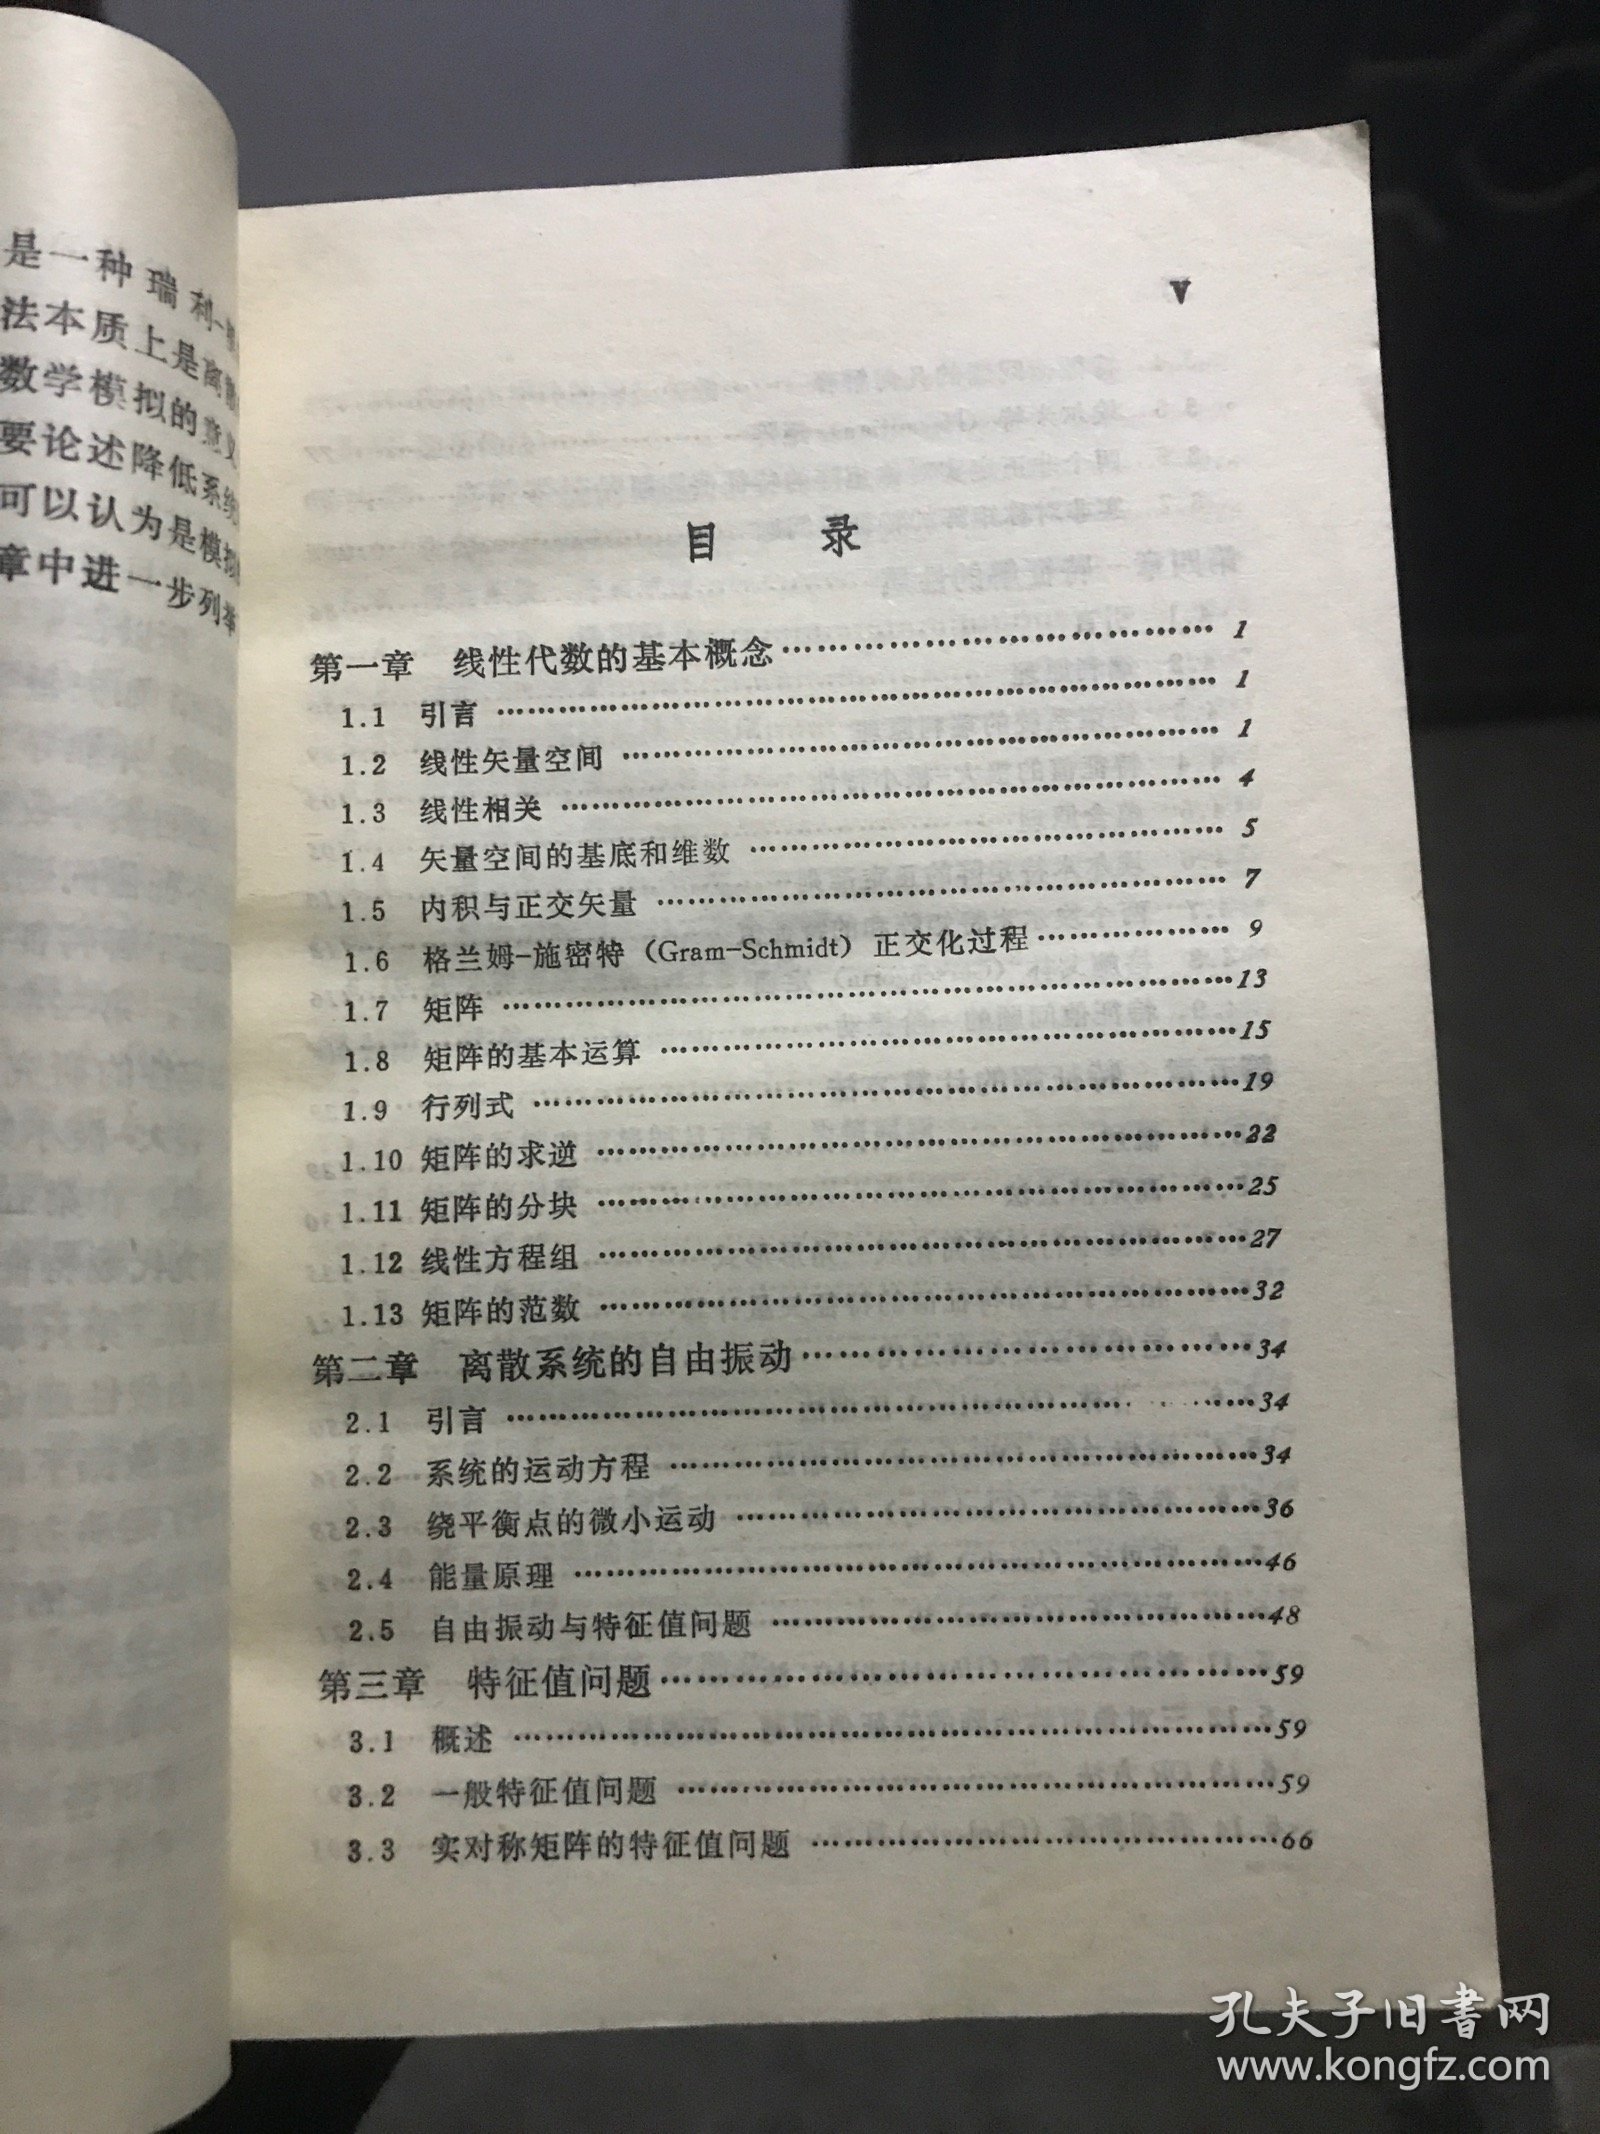 是一种瑞利
法本质上是离
数学模拟的意义
要论述降低系统
可以认为是模拟
章中进一步列举
V
目 录
第一章 线性代数的基本概念……………………………… 1
1.1 引言……………………………… 1
1.2 线性矢量空间……………………………… 1
1.3 线性相关……………………………… 4
1.4 矢量空间的基底和维数……………………………… 5
1.5 内积与正交矢量……………………………… 7
1.6 格兰姆-施密特（Gram-Schmidt）正交化过程……………… 9
1.7 矩阵………………………………13
1.8 矩阵的基本运算………………………………15
1.9 行列式………………………………19
1.10 矩阵的求逆………………………………22
1.11 矩阵的分块………………………………25
1.12 线性方程组………………………………27
1.13 矩阵的范数………………………………32
第二章 离散系统的自由振动………………………………34
2.1 引言………………………………34
2.2 系统的运动方程………………………………34
2.3 绕平衡点的微小运动………………………………36
2.4 能量原理………………………………46
2.5 自由振动与特征值问题………………………………48
第三章 特征值问题………………………………59
3.1 概述………………………………59
3.2 一般特征值问题………………………………59
3.3 实对称矩阵的特征值问题………………………………66
孔夫子旧书网
www.kongfz.com